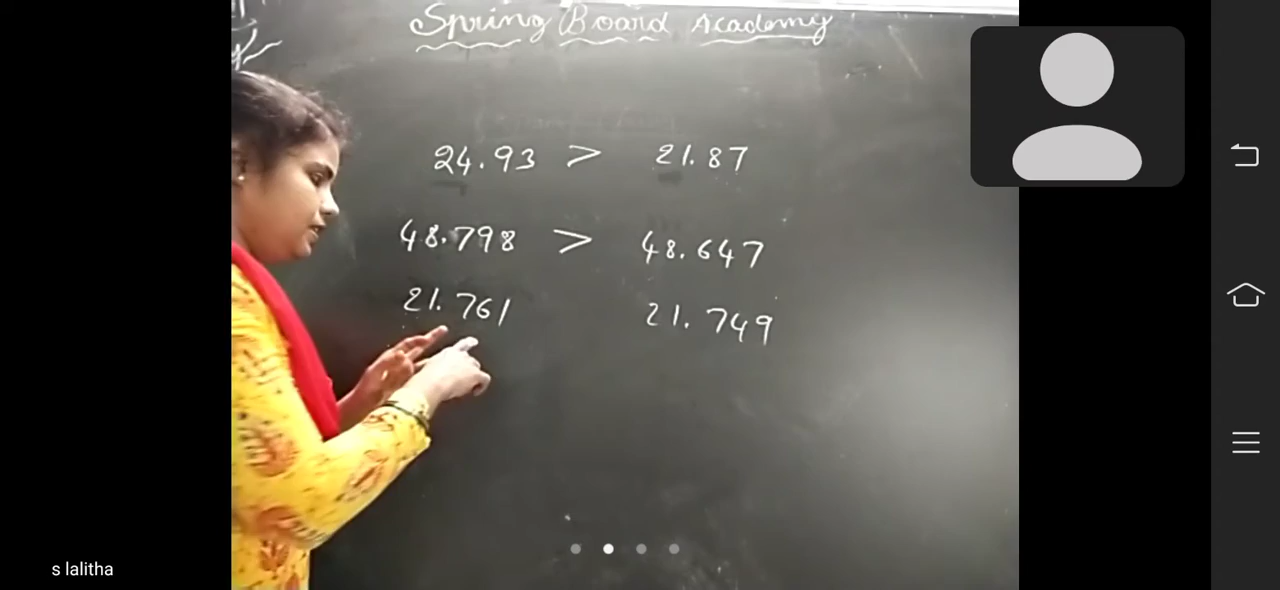 Spring Board Academy
24.93 > 21.87
48.798 > 48.647
21.761 21.749
s lalitha